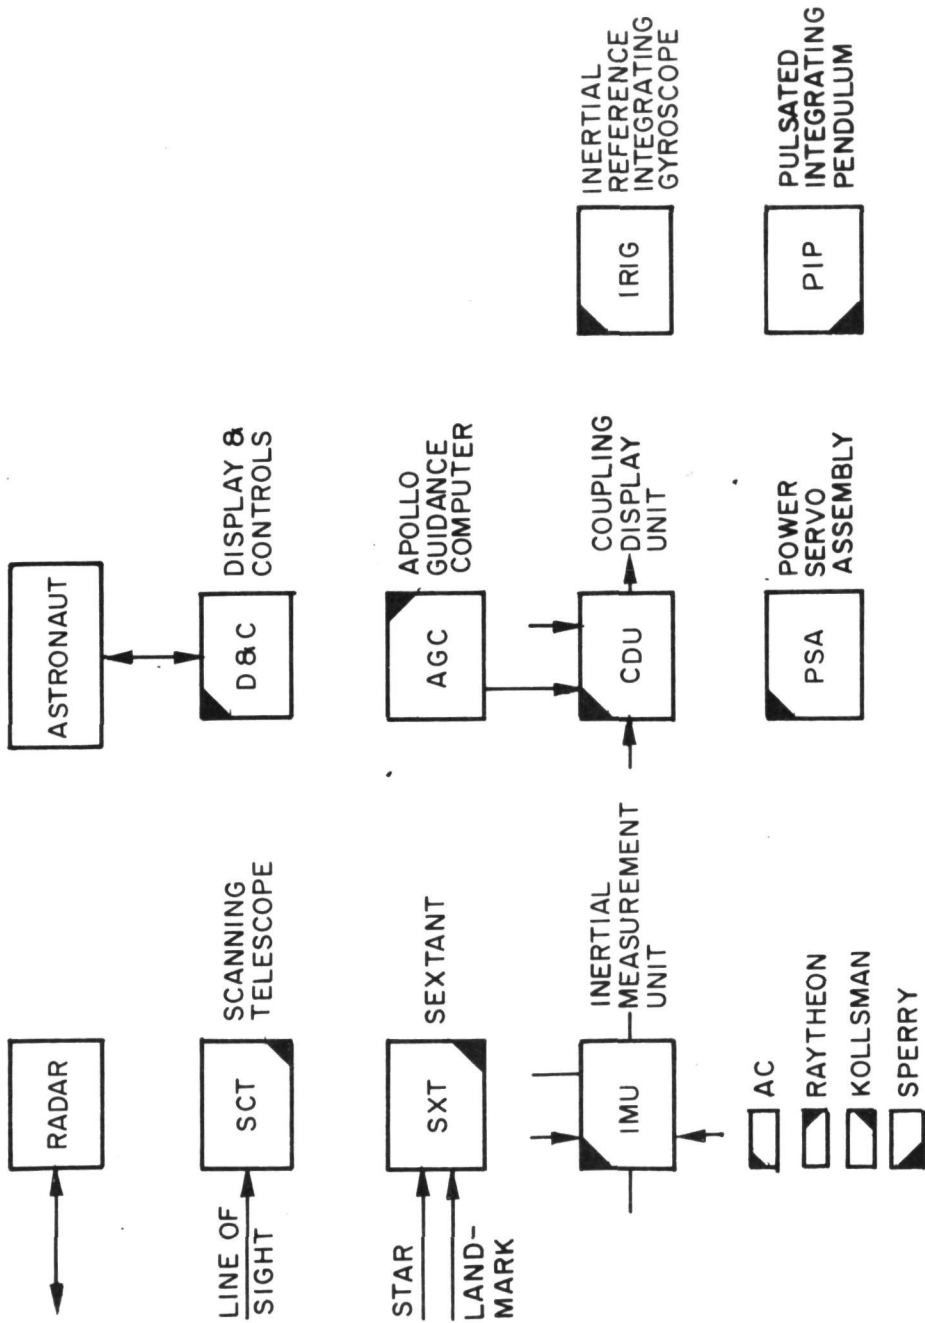 RADAR
ASTRONAUT
LINE OF
SIGHT
SCT
SCANNING
TELESCOPE
D&C
DISPLAY &
CONTROLS
STAR
LAND-
MARK
SXT
SEXTANT
AGC
APOLLO
GUIDANCE
COMPUTER
IMU
INERTIAL
MEASUREMENT
UNIT
CDU
COUPLING
DISPLAY
UNIT
IRIG
INERTIAL
REFERENCE
INTEGRATING
GYROSCOPE
AC
RAYTHEON
KOLLSMAN
SPERRY
PSA
POWER
SERVO
ASSEMBLY
PIP
PULSATED
INTEGRATING
PENDULUM